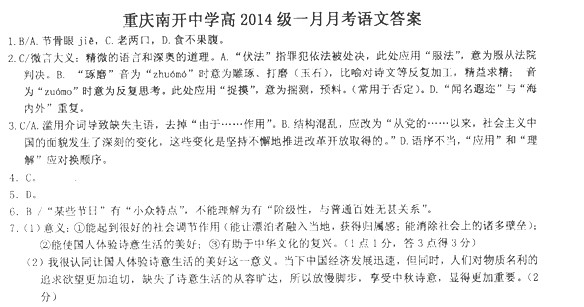 重庆南开中学高 2014 级一月月考语文答案
1.B/A.节骨眼 jiē，C.老两口，D.食不果腹。
2.C/微言大义：精微的语言和深奥的道理。A.“伏法”指罪犯依法被处决，此处应用“服法”，意为服从法院
判决。B. “琢磨”音为“zhuómó”时意为雕琢、打磨（玉石），比喻对诗文等反复加工，精益求精； 音
为“zuómo”时意为反复思考。此处应用“捉摸”，意为揣测，预料。（常用于否定）。D.“闻名遐迩”与“海
内外”重复。
3.C/A.滥用介词导致缺失主语，去掉“由于……作用”。B.结构混乱，应改为“从党的……以来，社会主义中
国的面貌发生了深刻的变化，这些变化是坚持不懈地推进改革开放取得的。”D.语序不当，“应用”和“理
解”应对换顺序。
4. C。
5. D。
6. B /“某些节日”有“小众特点”，不能理解为有“阶级性，与普通百姓无甚关系”。
7.（1）意义：①能起到很好的社会调节作用（能让漂泊者融入当地，获得归属感；能消除社会上的诸多壁垒）；
②能使国人体验诗意生活的美好； ③有助于中华文化的复兴。（1 点 1 分，答 3 点得 3 分）
（2）我很认同让国人体验诗意生活的美好这一意义。当下中国经济发展迅速，但同时，人们对物质名利的
追求欲望更加迫切，缺失了诗意生活的从容旷达，所以放慢脚步，享受中秋诗意，显得更加重要。（2
分）